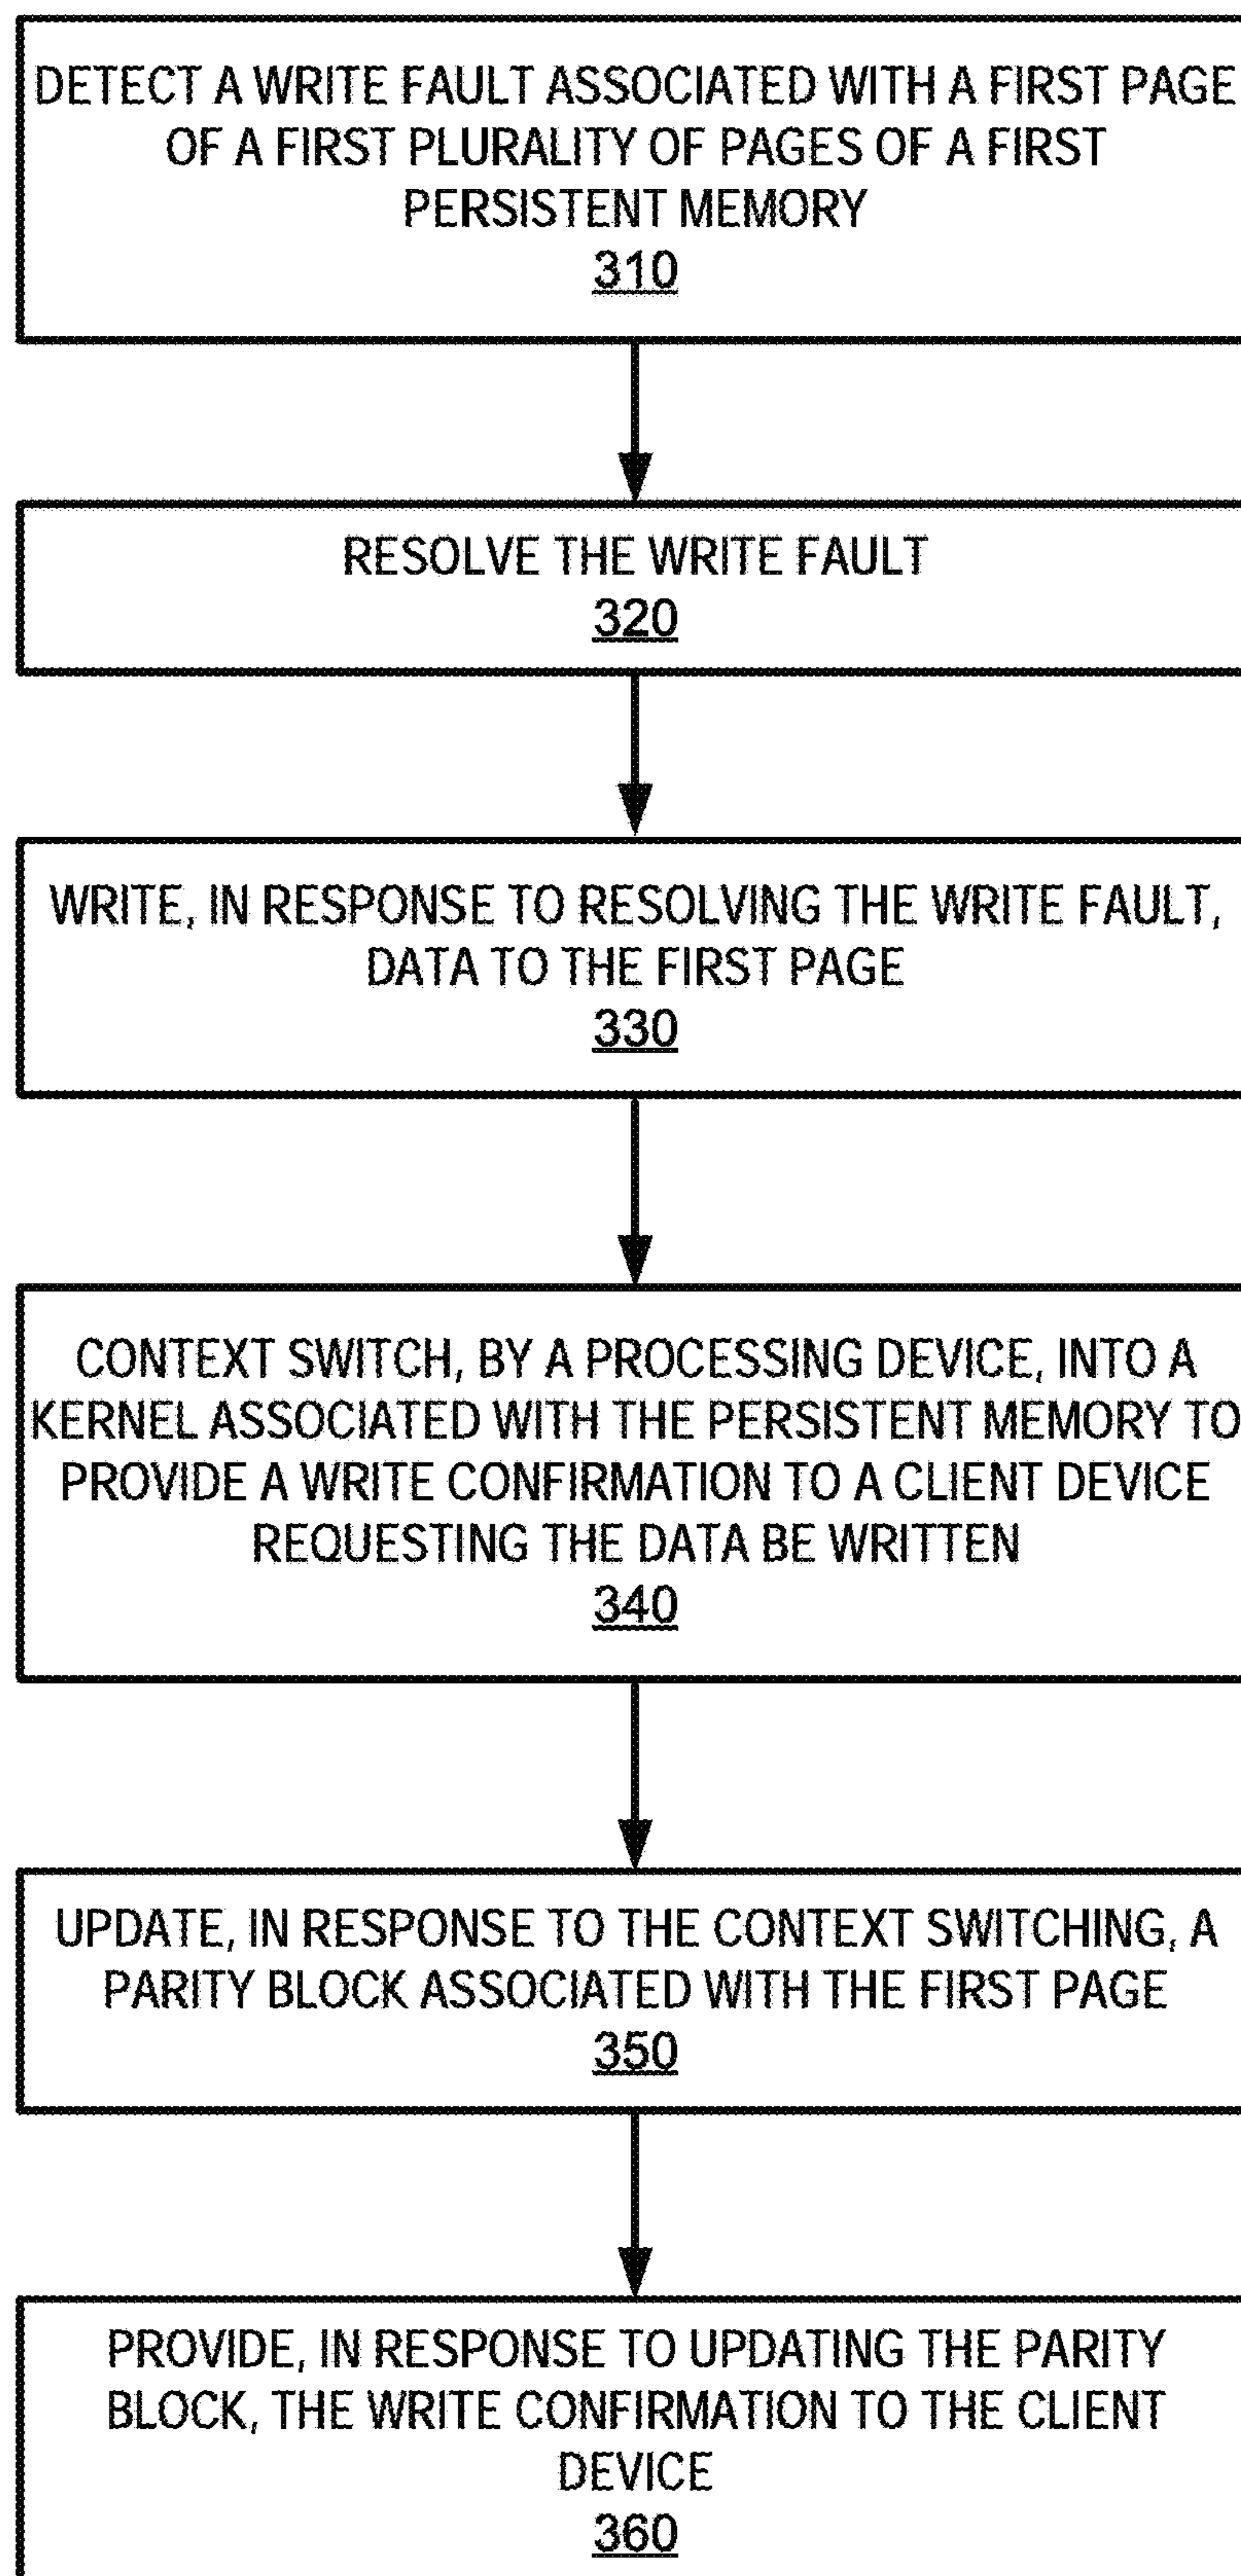 DETECT A WRITE FAULT ASSOCIATED WITH A FIRST PAGE
OF A FIRST PLURALITY OF PAGES OF A FIRST
PERSISTENT MEMORY
310
RESOLVE THE WRITE FAULT
320
WRITE, IN RESPONSE TO RESOLVING THE WRITE FAULT,
DATA TO THE FIRST PAGE
330
CONTEXT SWITCH, BY A PROCESSING DEVICE, INTO A
KERNEL ASSOCIATED WITH THE PERSISTENT MEMORY TO
PROVIDE A WRITE CONFIRMATION TO A CLIENT DEVICE
REQUESTING THE DATA BE WRITTEN
340
UPDATE, IN RESPONSE TO THE CONTEXT SWITCHING, A
PARITY BLOCK ASSOCIATED WITH THE FIRST PAGE
350
PROVIDE, IN RESPONSE TO UPDATING THE PARITY
BLOCK, THE WRITE CONFIRMATION TO THE CLIENT
DEVICE
360